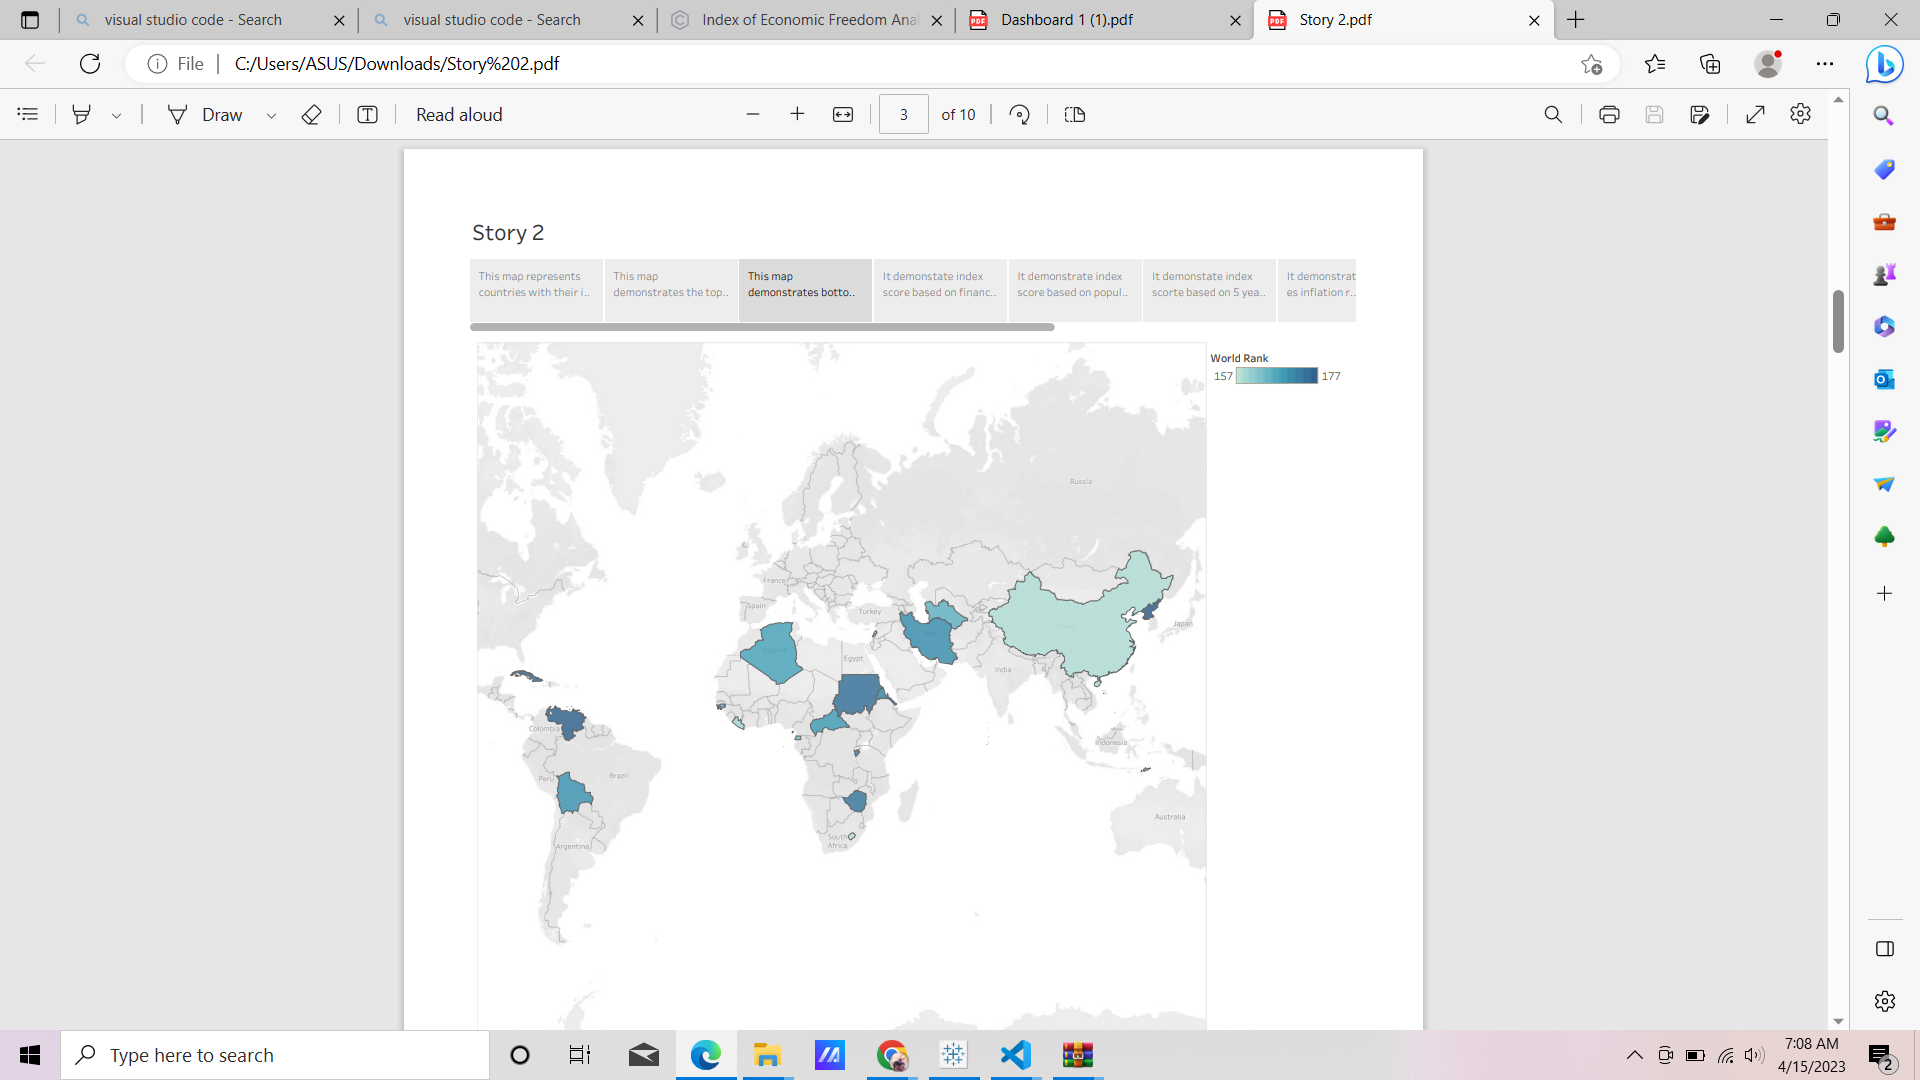 visual studio code - Search
visual studio code - Search
Index of Economic Freedom Anal
Dashboard 1 (1).pdf
Story 2.pdf
File
C:/Users/ASUS/Downloads/Story%202.pdf
Draw
Read aloud
3
of 10
Story 2
This map represents
countries with their i..
This map
demonstrates the top..
This map
demonstrates botto..
It demonstate index
score based on financ..
It demonstrate index
score based on popul..
It demonstate index
scorte based on 5 yea..
It demonstrat
es inflation r..
World Rank
157
177
Russia
France
Spain
Turkey
Japan
Algeria
Egypt
Iran
China
India
Colombia
Indonesia
Peru
Brazil
Australia
South
Africa
Argentina
Type here to search
7:08 AM
4/15/2023
2